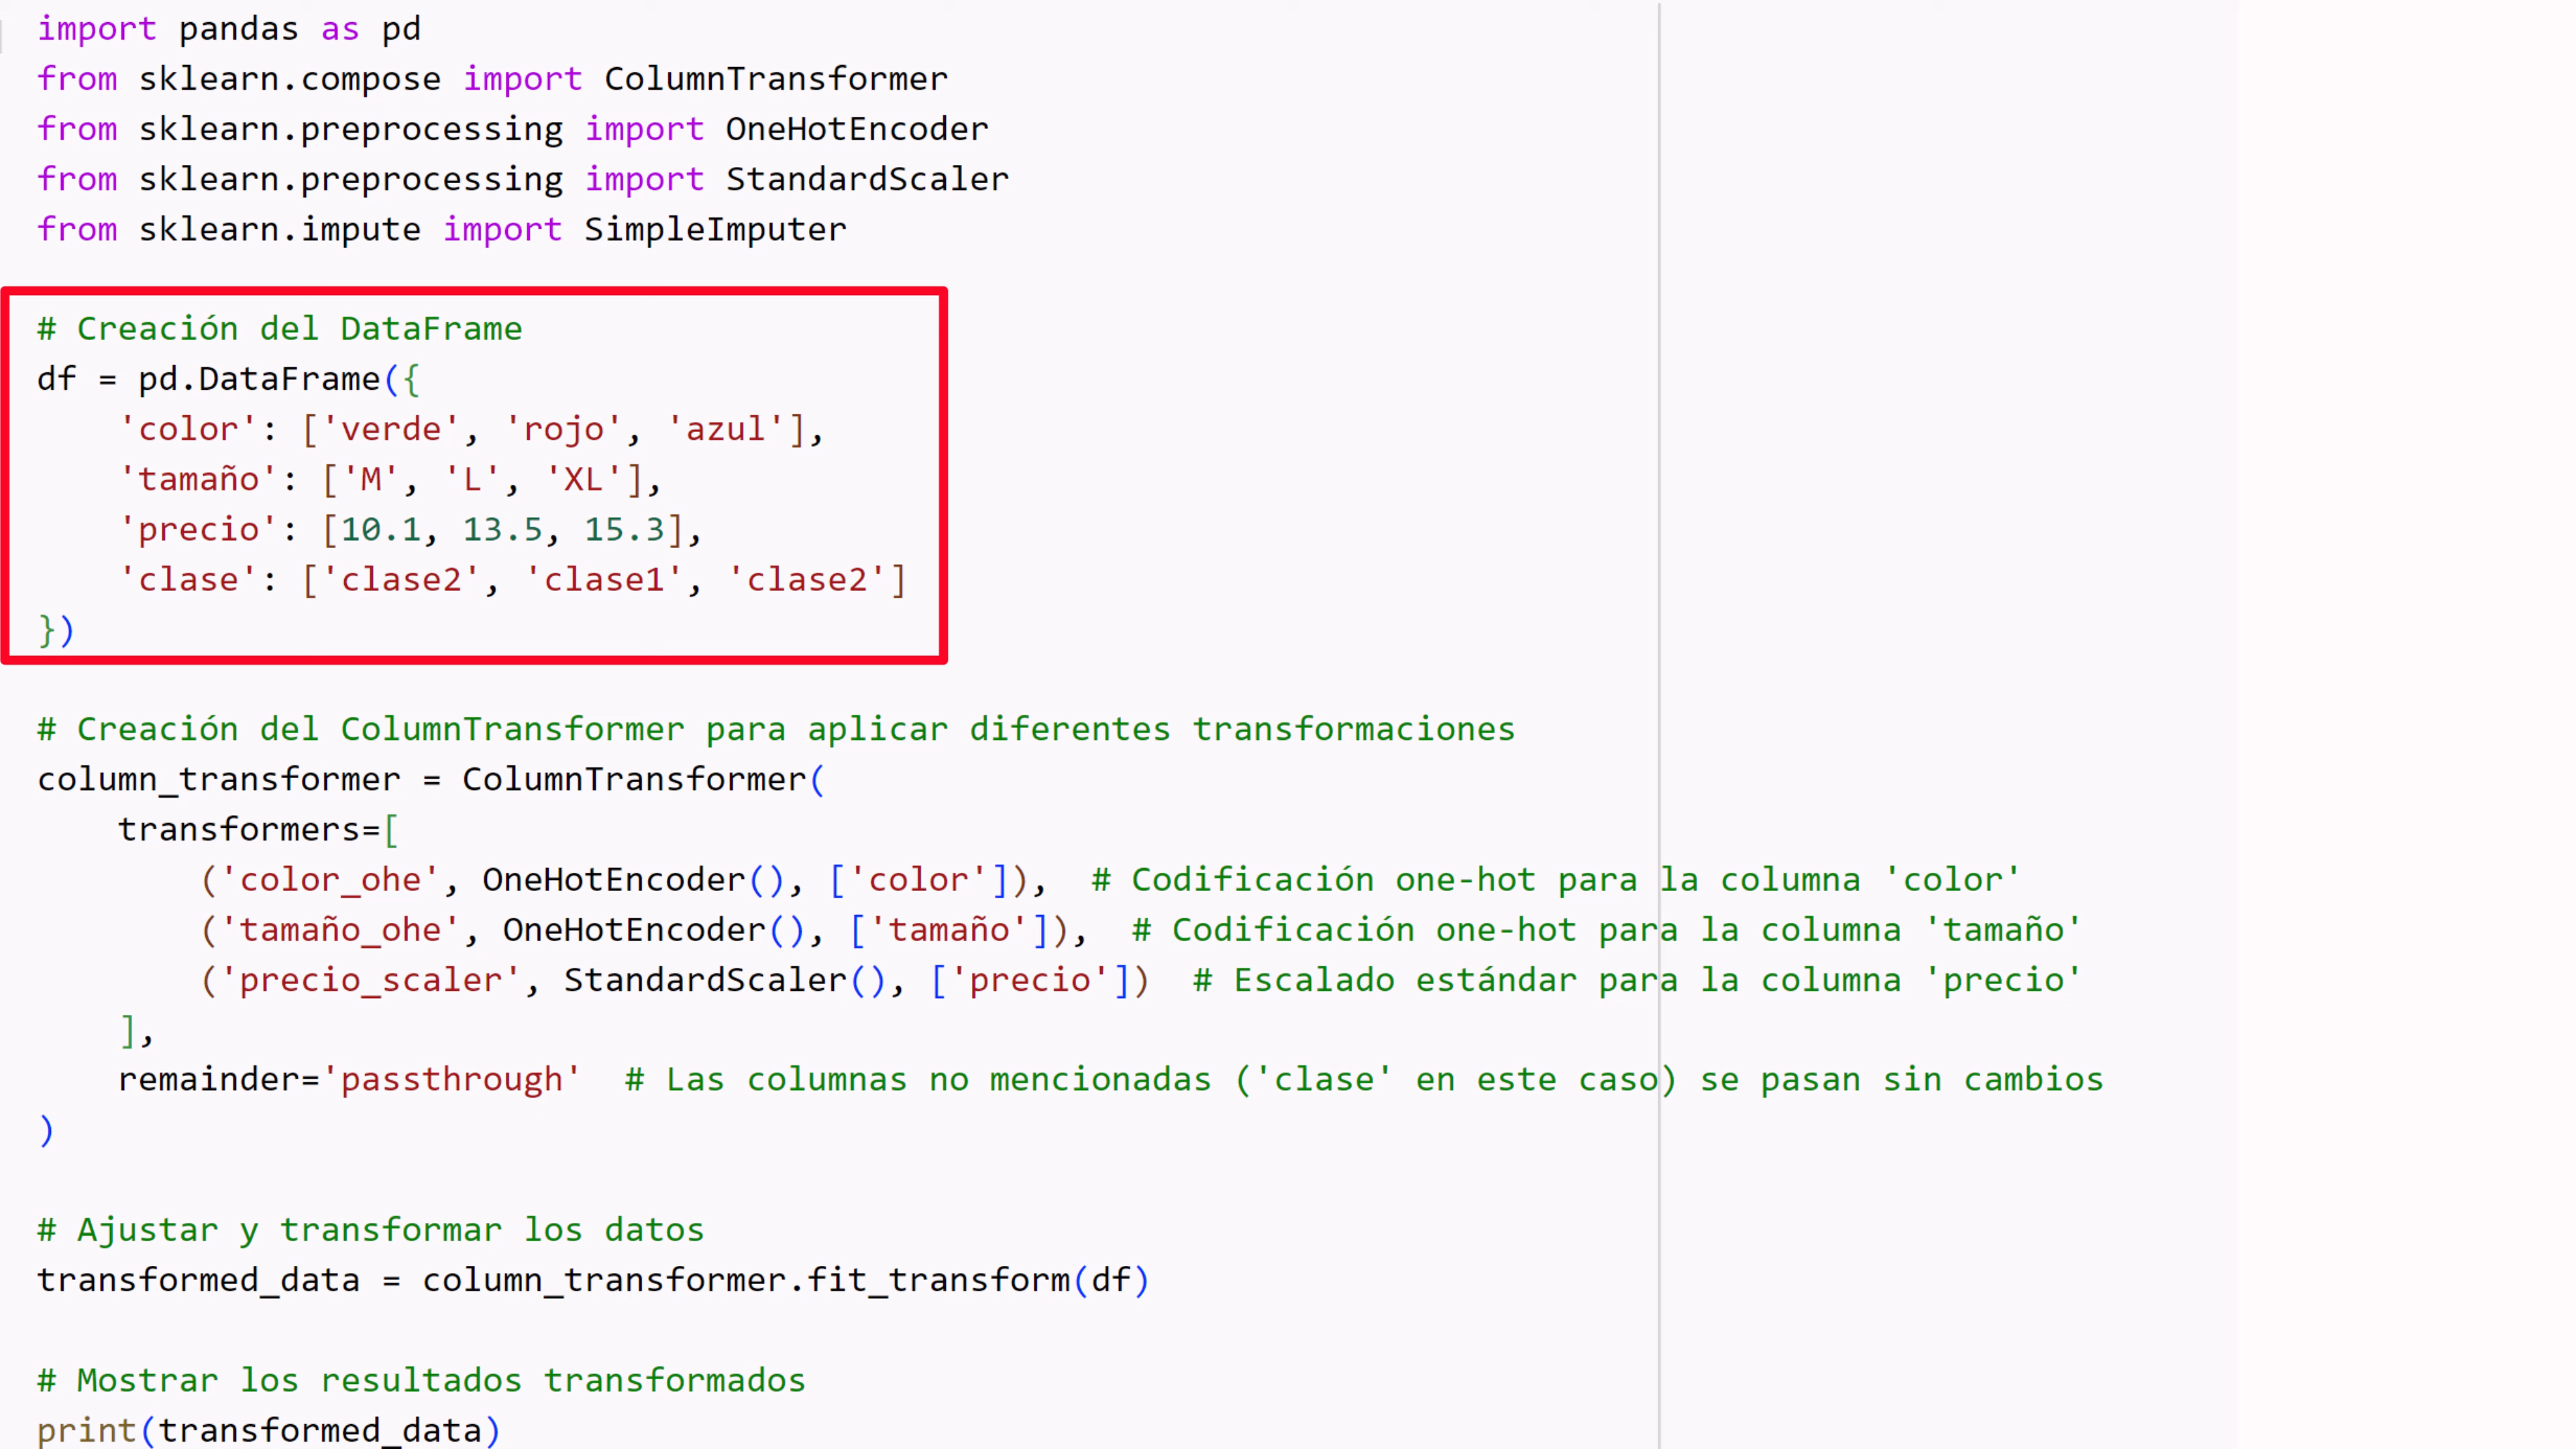 import pandas as pd
from sklearn.compose import ColumnTransformer
from sklearn.preprocessing import OneHotEncoder
from sklearn.preprocessing import StandardScaler
from sklearn.impute import SimpleImputer
# Creación del DataFrame
df = pd.DataFrame({
    'color': ['verde', 'rojo', 'azul'],
    'tamaño': ['M', 'L', 'XL'],
    'precio': [10.1, 13.5, 15.3],
    'clase': ['clase2', 'clase1', 'clase2']
})
# Creación del ColumnTransformer para aplicar diferentes transformaciones
column_transformer = ColumnTransformer(
    transformers=[
        ('color_ohe', OneHotEncoder(), ['color']),  # Codificación one-hot para la columna 'color'
        ('tamaño_ohe', OneHotEncoder(), ['tamaño']),  # Codificación one-hot para la columna 'tamaño'
        ('precio_scaler', StandardScaler(), ['precio'])  # Escalado estándar para la columna 'precio'
    ],
    remainder='passthrough'  # Las columnas no mencionadas ('clase' en este caso) se pasan sin cambios
)
# Ajustar y transformar los datos
transformed_data = column_transformer.fit_transform(df)
# Mostrar los resultados transformados
print(transformed_data)